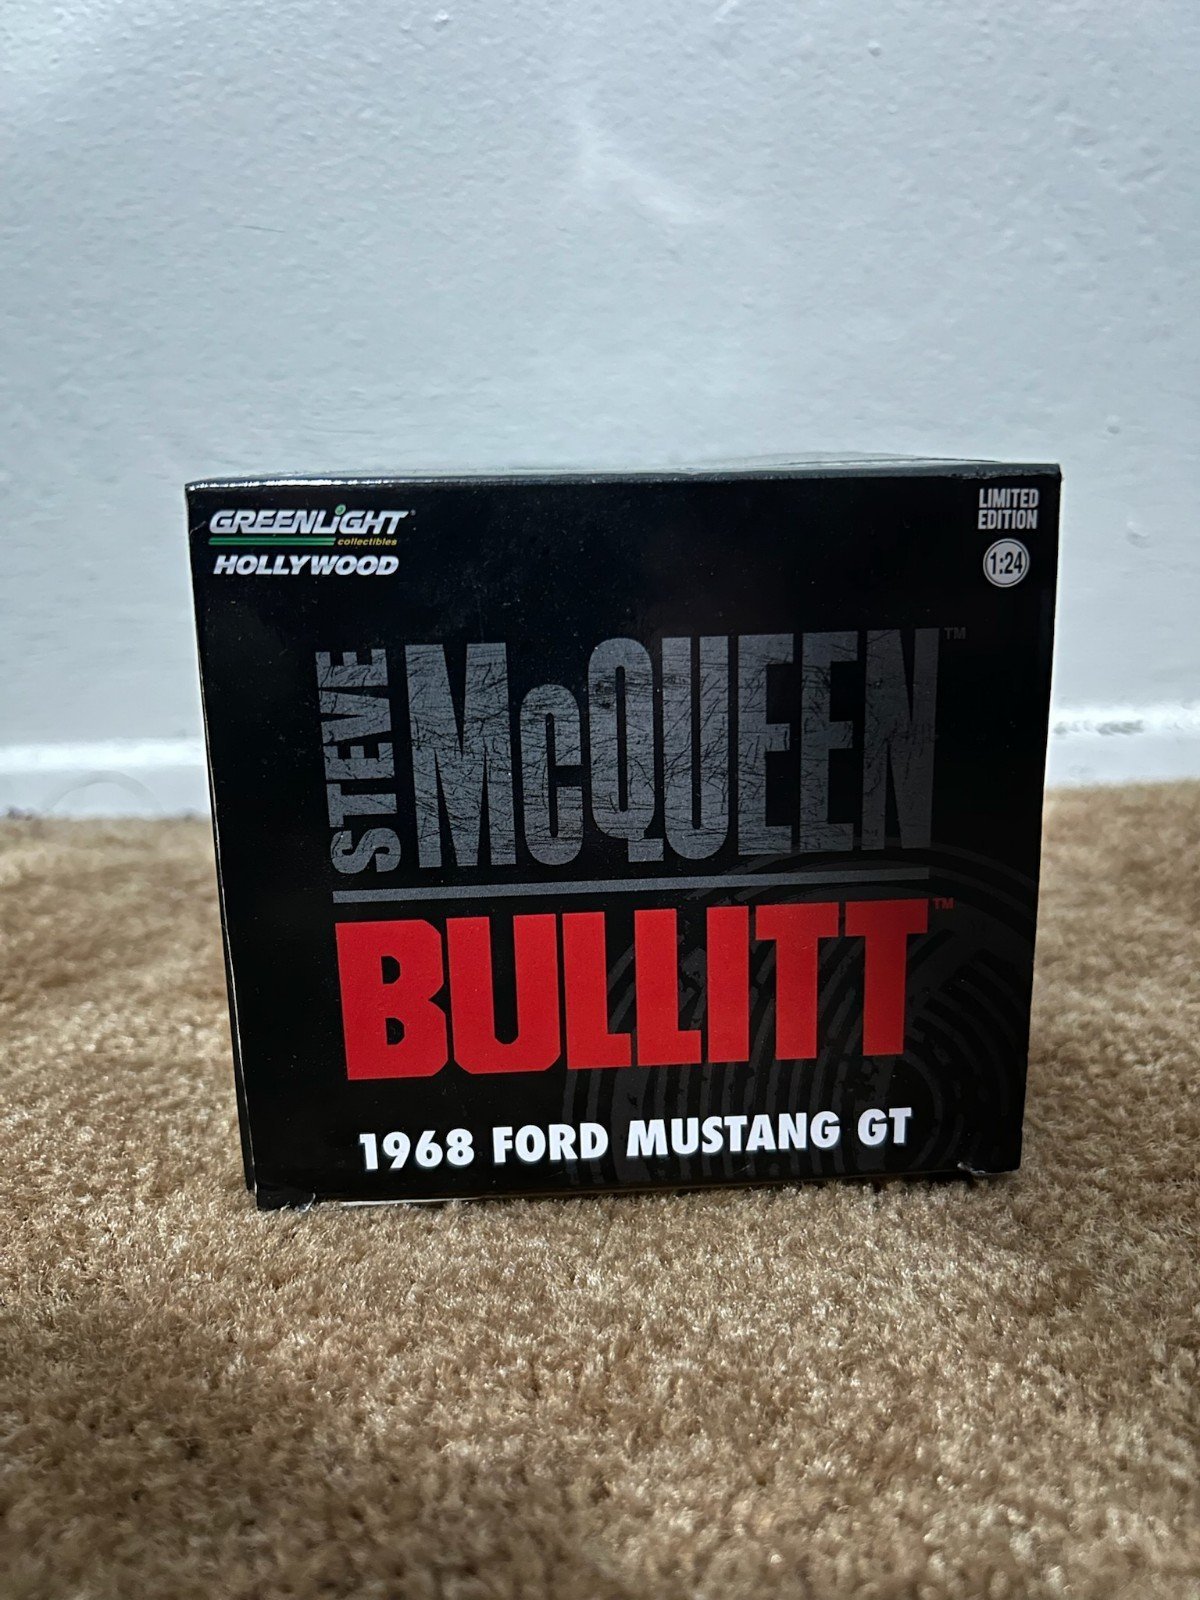 GREENLiGHT®
collectibles
HOLLYWOOD
LIMITED
EDITION
1:24
STEVE McQUEEN™
BULLITT™
1968 FORD MUSTANG GT